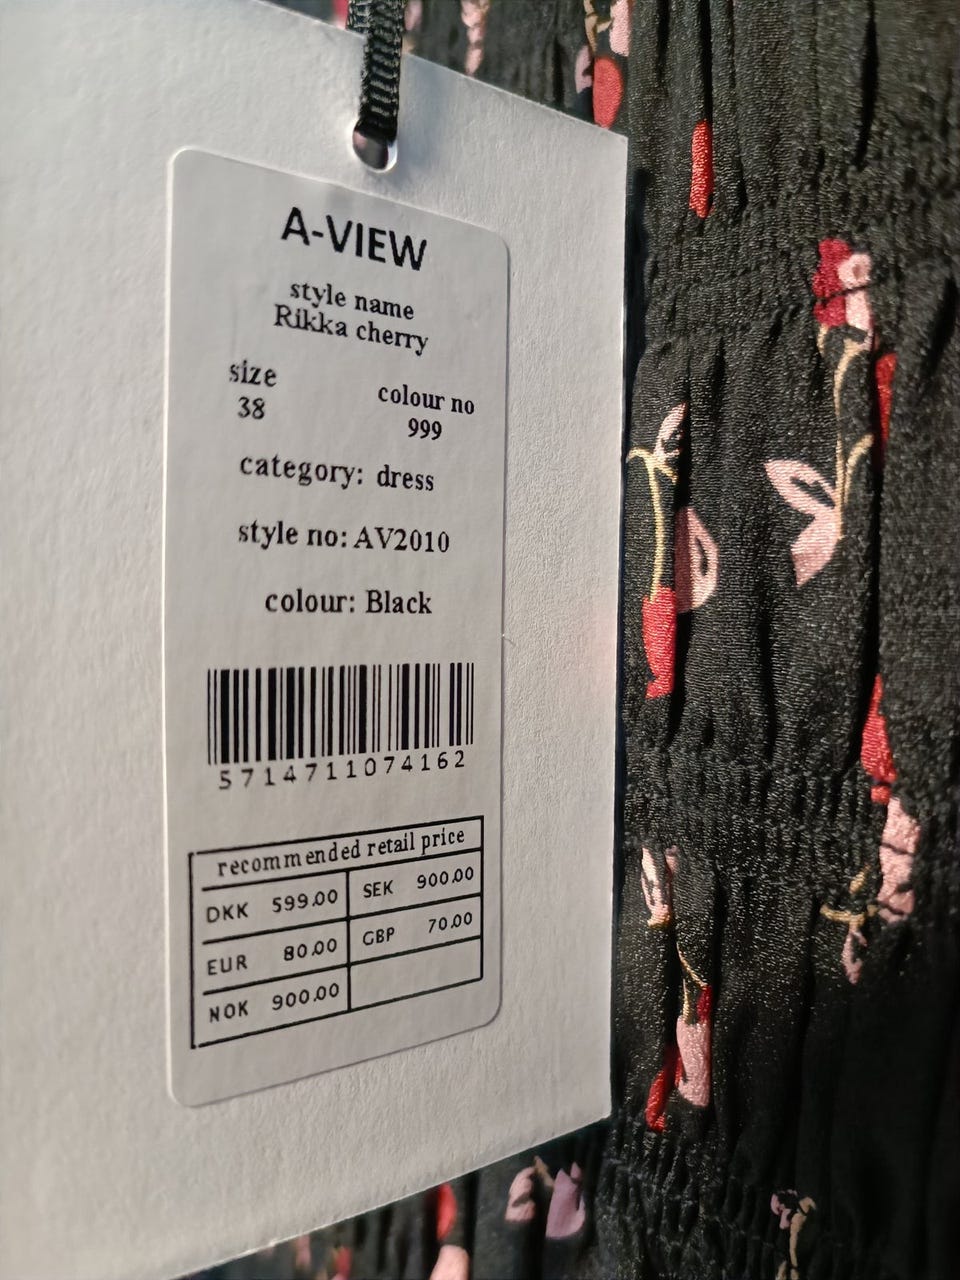 A-VIEW
style name
Rikka cherry
size
38
colour no
999
category: dress
style no: AV2010
colour: Black
5714711074162
recommended retail price
DKK 599.00 SEK 900.00
EUR 80.00 GBP 70.00
NOK 900.00